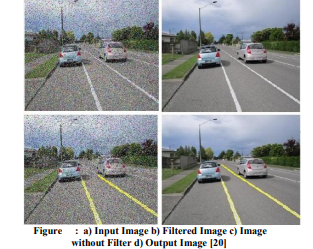 Figure : a) Input Image b) Filtered Image c) Image
without Filter d) Output Image [20]